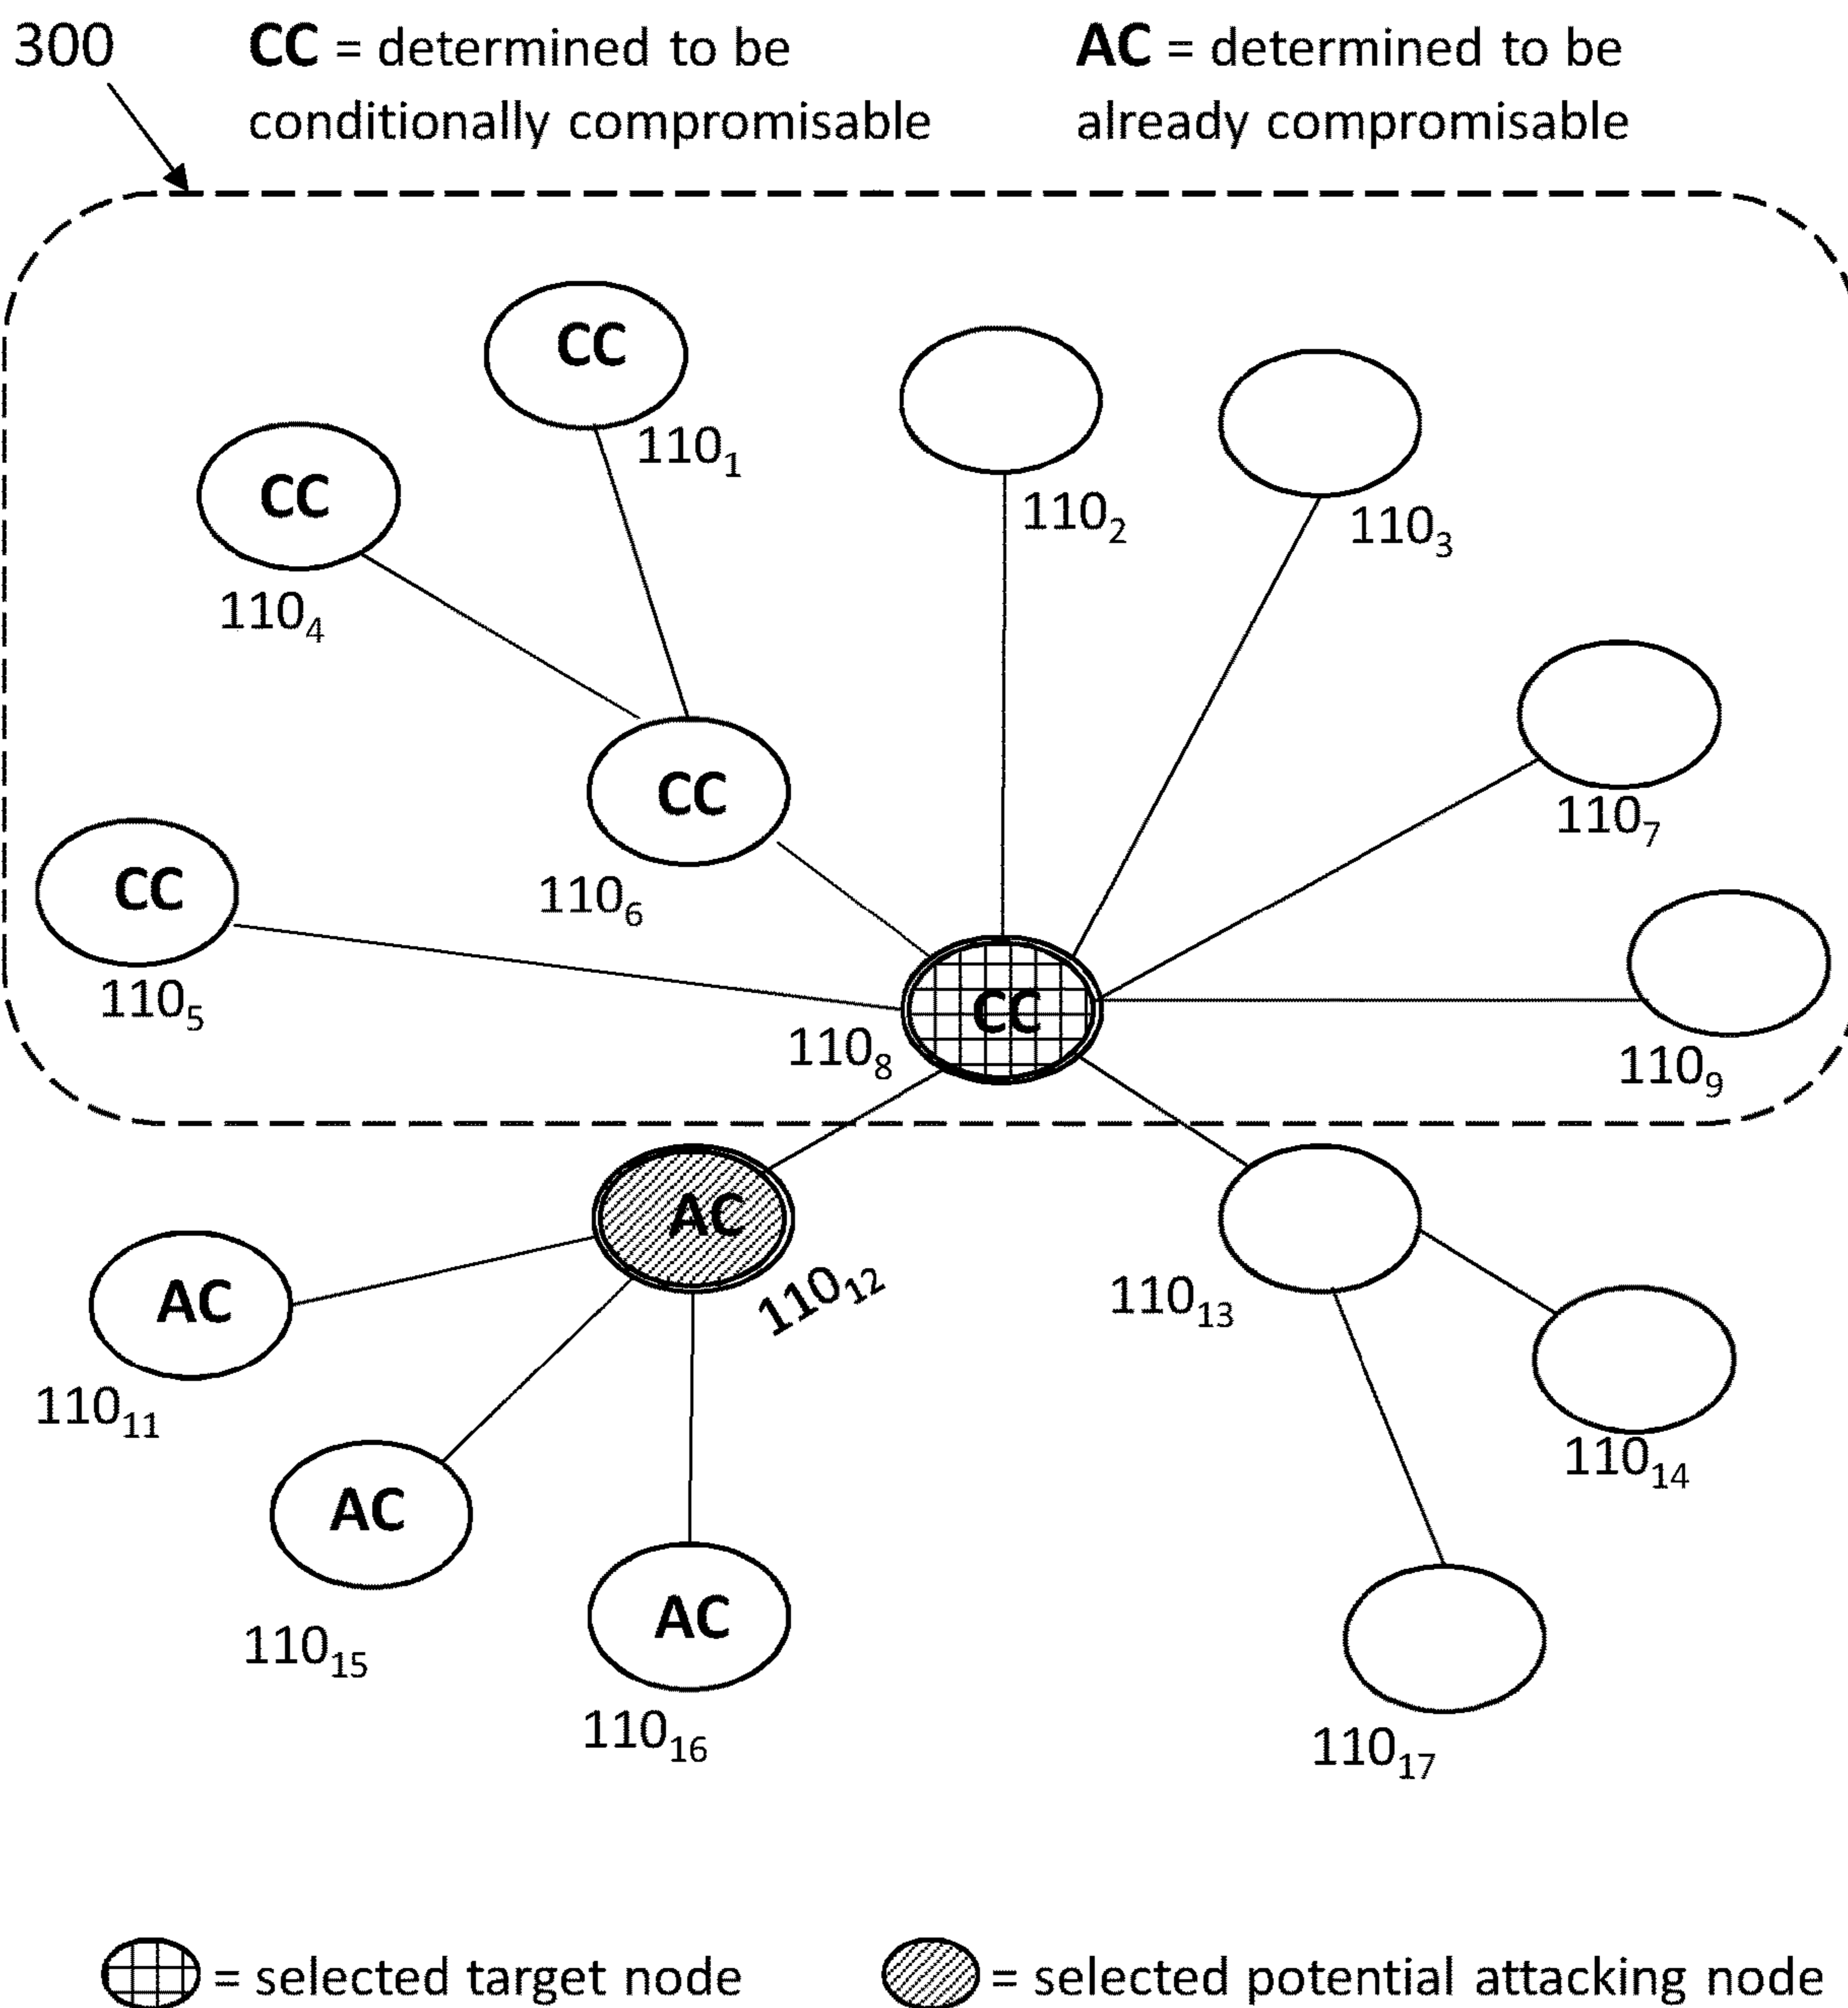 300
CC = determined to be
conditionally compromisable
AC = determined to be
already compromisable
CC
110₁
110₂
110₃
CC
110₄
110₇
CC
110₆
CC
110₅
CC
110₈
110₉
AC
110₁₂
110₁₃
AC
110₁₁
110₁₄
AC
110₁₅
AC
110₁₆
110₁₇
= selected target node
= selected potential attacking node